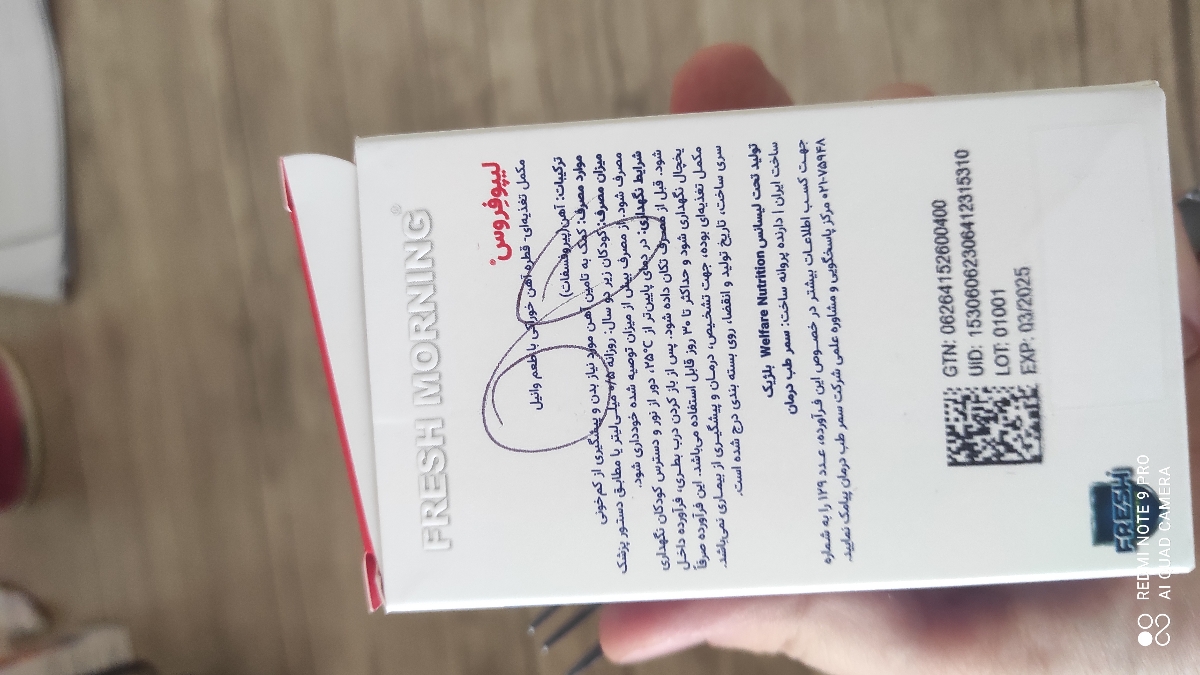 FRESH MORNING®
لیپوفروس®
مکمل تغذیه‌ای- قطره آهن خوراکی با طعم وانیل
ترکیبات: آهن (پیروفسفات)
موارد مصرف: کمک به تامین آهن مورد نیاز بدن و پیشگیری از کم‌خونی
میزان مصرف: کودکان زیر دو سال: روزانه ۰/۵ میلی‌لیتر یا مطابق دستور پزشک
مصرف شود. از مصرف بیش از میزان توصیه شده خودداری شود.
شرایط نگهداری: در دمای پایین‌تر از ۲۵°C، دور از نور و دسترس کودکان نگهداری
شود. قبل از مصرف تکان داده شود. پس از باز کردن درب بطری، فرآورده داخل
یخچال نگهداری شود و حداکثر تا ۳۰ روز قابل استفاده می‌باشد. این فرآورده صرفاً
مکمل تغذیه‌ای بوده، جهت تشخیص، درمان و پیشگیری از بیماری نمی‌باشد.
سری ساخت، تاریخ تولید و انقضا، روی بسته بندی درج شده است.
تولید تحت لیسانس Welfare Nutrition بلژیک
ساخت ایران | دارنده پروانه ساخت: سمر طب درمان
جهت کسب اطلاعات بیشتر در خصوص این فرآورده، عدد ۱۲۹ را به شماره
۰۲۱-۷۵۹۴۸ مرکز پاسخگویی و مشاوره علمی شرکت سمر طب درمان پیامک نمایید.
GTN: 06264152600400
UID: 15306062306412315310
LOT: 01001
EXP: 03/2025
FRESH
REDMI NOTE 9 PRO
AI QUAD CAMERA